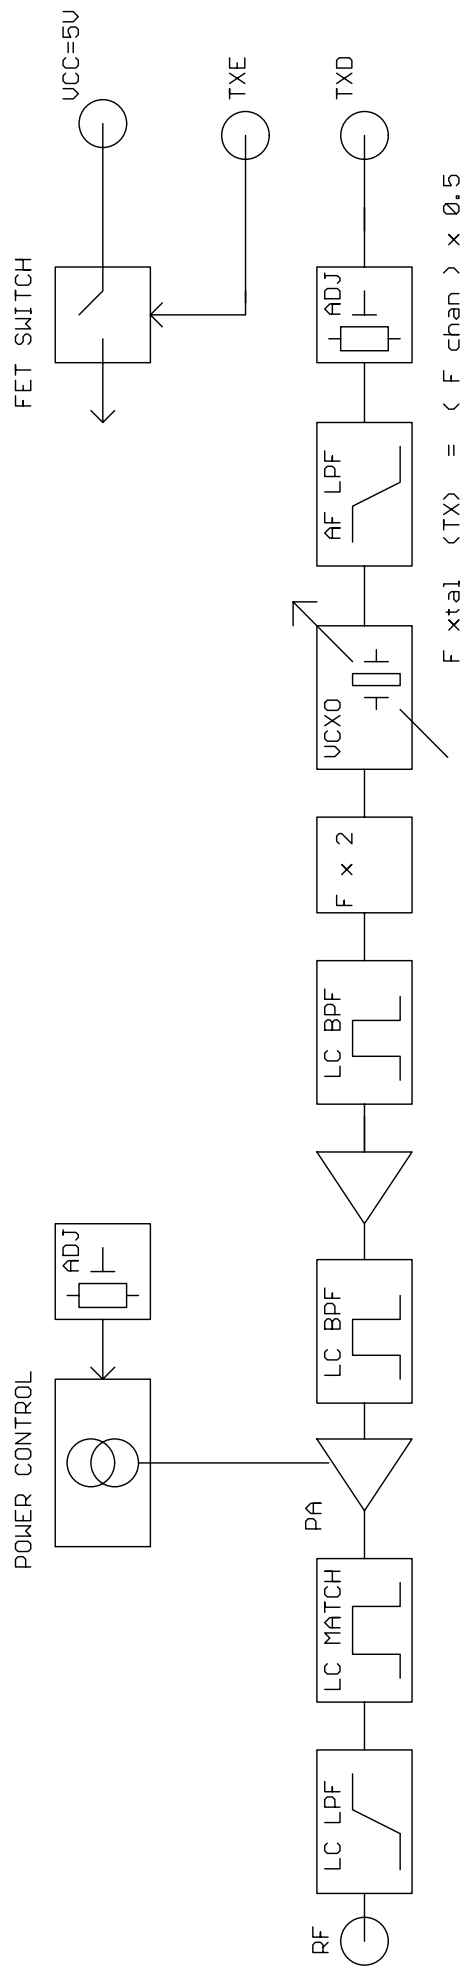 POWER CONTROL
FET SWITCH
ADJ
VCC=5V
TXE
PA
RF
LC LPF
LC MATCH
LC BPF
LC BPF
F x 2
VCXO
AF LPF
ADJ
TXD
F xtal (TX) = ( F chan ) x 0.5